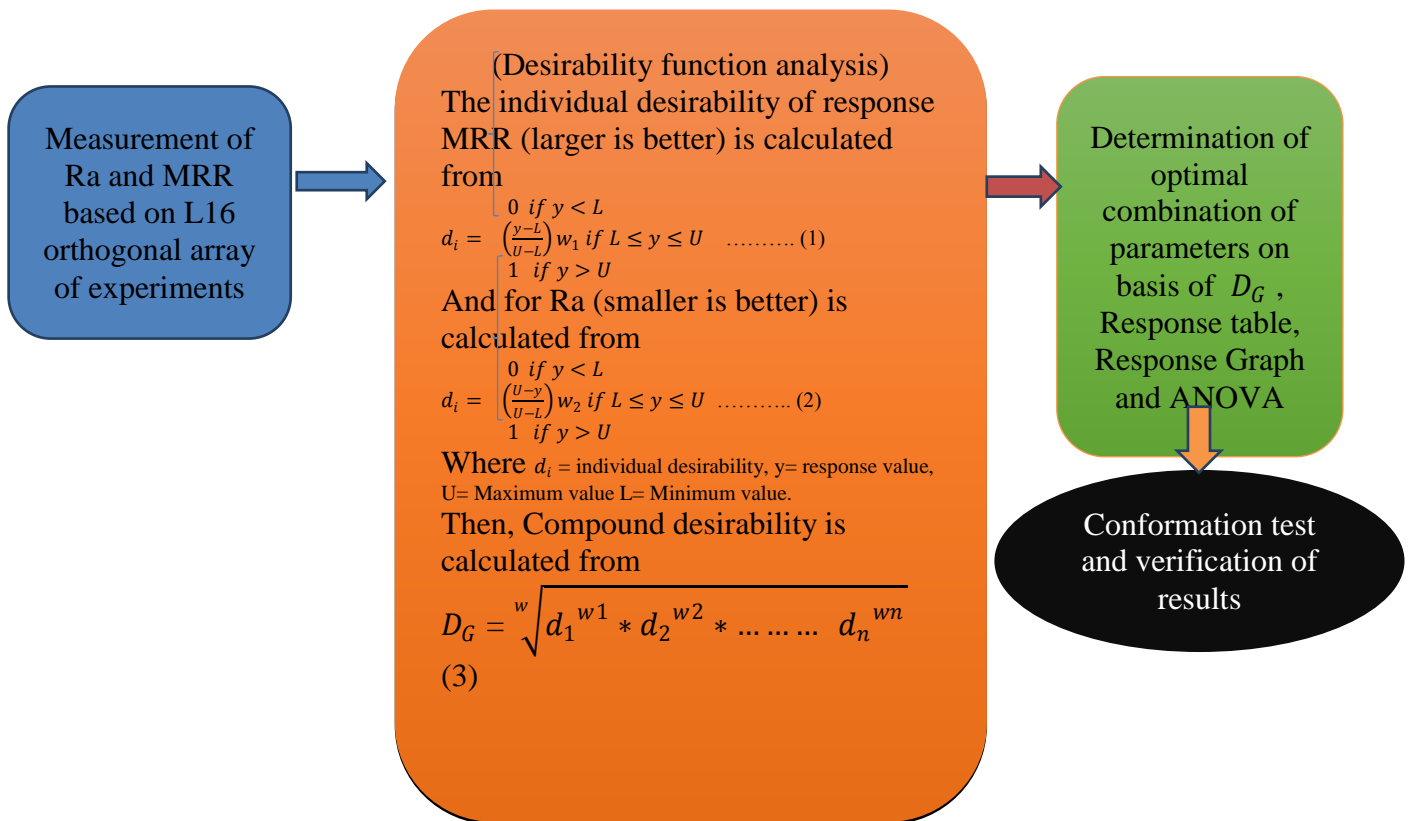 Measurement of
Ra and MRR
based on L16
orthogonal array
of experiments
(Desirability function analysis)
The individual desirability of response
MRR (larger is better) is calculated
from
0 if y < L
d_i = ((y−L)/(U−L)) w_1 if L ≤ y ≤ U ………. (1)
1 if y > U
And for Ra (smaller is better) is
calculated from
0 if y < L
d_i = ((U−y)/(U−L)) w_2 if L ≤ y ≤ U ……….. (2)
1 if y > U
Where d_i = individual desirability, y= response value,
U= Maximum value L= Minimum value.
Then, Compound desirability is
calculated from
D_G = ʷ√(d_1^w1 * d_2^w2 * … … … d_n^wn)
(3)
Determination of
optimal
combination of
parameters on
basis of D_G ,
Response table,
Response Graph
and ANOVA
Conformation test
and verification of
results